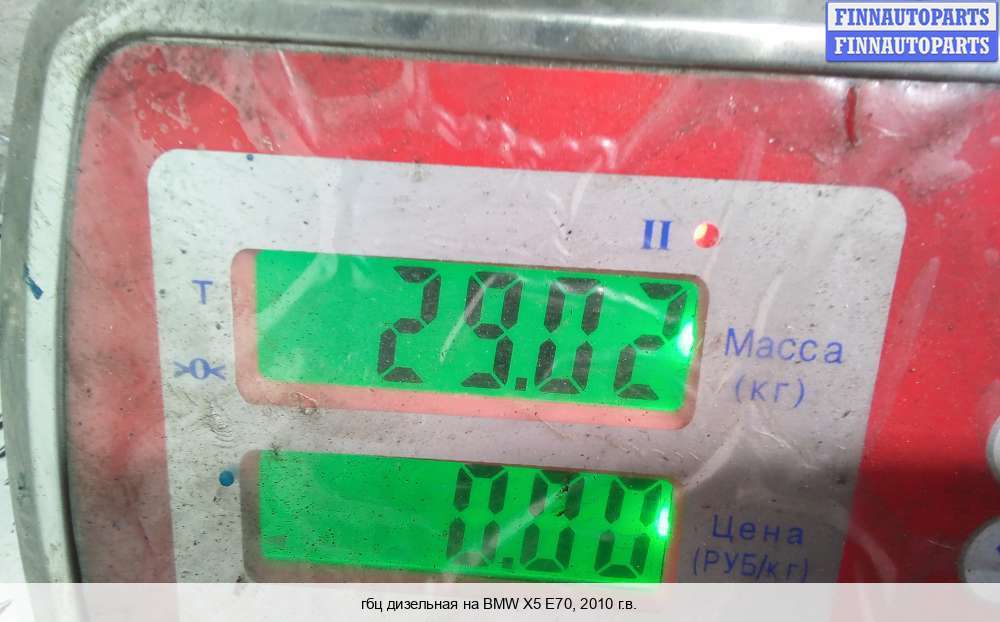 FINNAUTOPARTS
FINNAUTOPARTS
II
T
29.02
Масса
>0<
(кг)
0.00
Цена
(РУБ/кг)
гбц дизельная на BMW X5 E70, 2010 г.в.